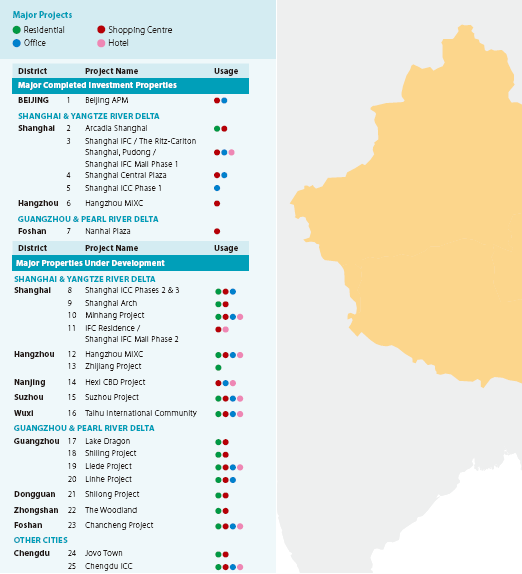 Major Projects
Residential Shopping Centre
Office Hotel
District Project Name Usage
Major Completed Investment Properties
BEIJING 1 Beijing APM
SHANGHAI & YANGTZE RIVER DELTA
Shanghai 2 Arcadia Shanghai
3 Shanghai IFC / The Ritz-Carlton
Shanghai, Pudong /
Shanghai IFC Mall Phase 1
4 Shanghai Central Plaza
5 Shanghai ICC Phase 1
Hangzhou 6 Hangzhou MIXC
GUANGZHOU & PEARL RIVER DELTA
Foshan 7 Nanhai Plaza
District Project Name Usage
Major Properties Under Development
SHANGHAI & YANGTZE RIVER DELTA
Shanghai 8 Shanghai ICC Phases 2 & 3
9 Shanghai Arch
10 Minhang Project
11 IFC Residence /
Shanghai IFC Mall Phase 2
Hangzhou 12 Hangzhou MIXC
13 Zhijiang Project
Nanjing 14 Hexi CBD Project
Suzhou 15 Suzhou Project
Wuxi 16 Taihu International Community
GUANGZHOU & PEARL RIVER DELTA
Guangzhou 17 Lake Dragon
18 Shiling Project
19 Liede Project
20 Linhe Project
Dongguan 21 Shilong Project
Zhongshan 22 The Woodland
Foshan 23 Chancheng Project
OTHER CITIES
Chengdu 24 Jovo Town
25 Chengdu ICC